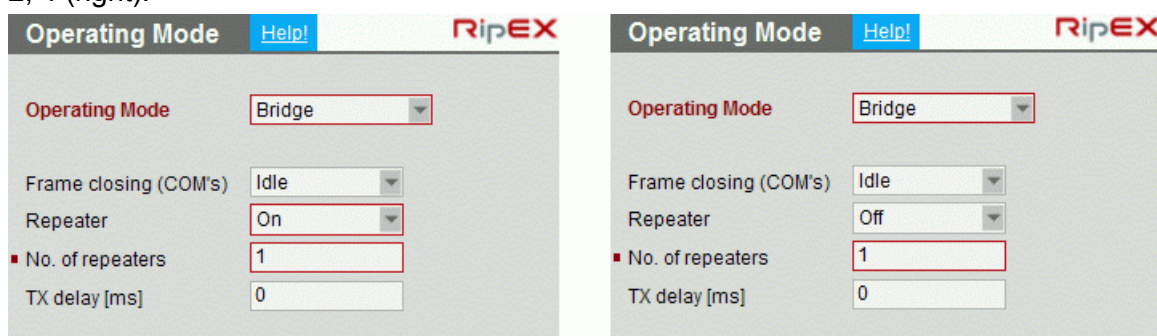 Operating Mode Help! RipEX
Operating Mode Bridge
Frame closing (COM's) Idle
Repeater On
No. of repeaters 1
TX delay [ms] 0
Operating Mode Help! RipEX
Operating Mode Bridge
Frame closing (COM's) Idle
Repeater Off
No. of repeaters 1
TX delay [ms] 0